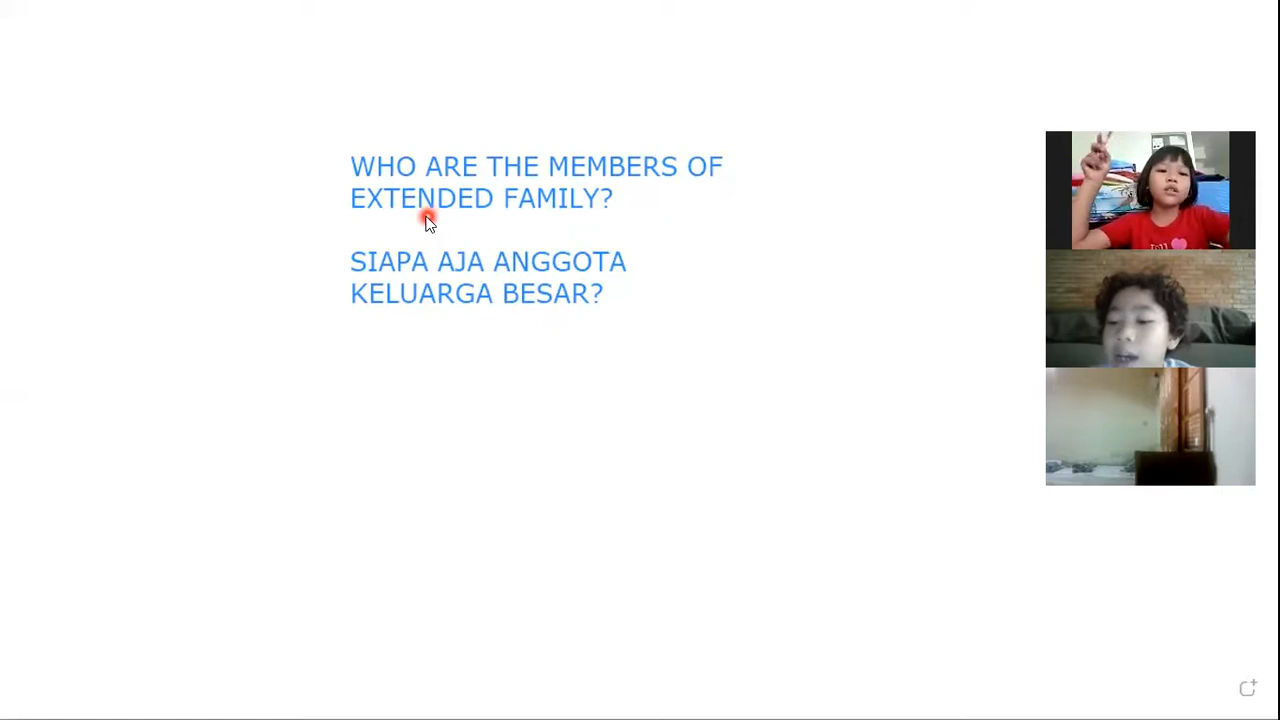 WHO ARE THE MEMBERS OF
EXTENDED FAMILY?
SIAPA AJA ANGGOTA
KELUARGA BESAR?